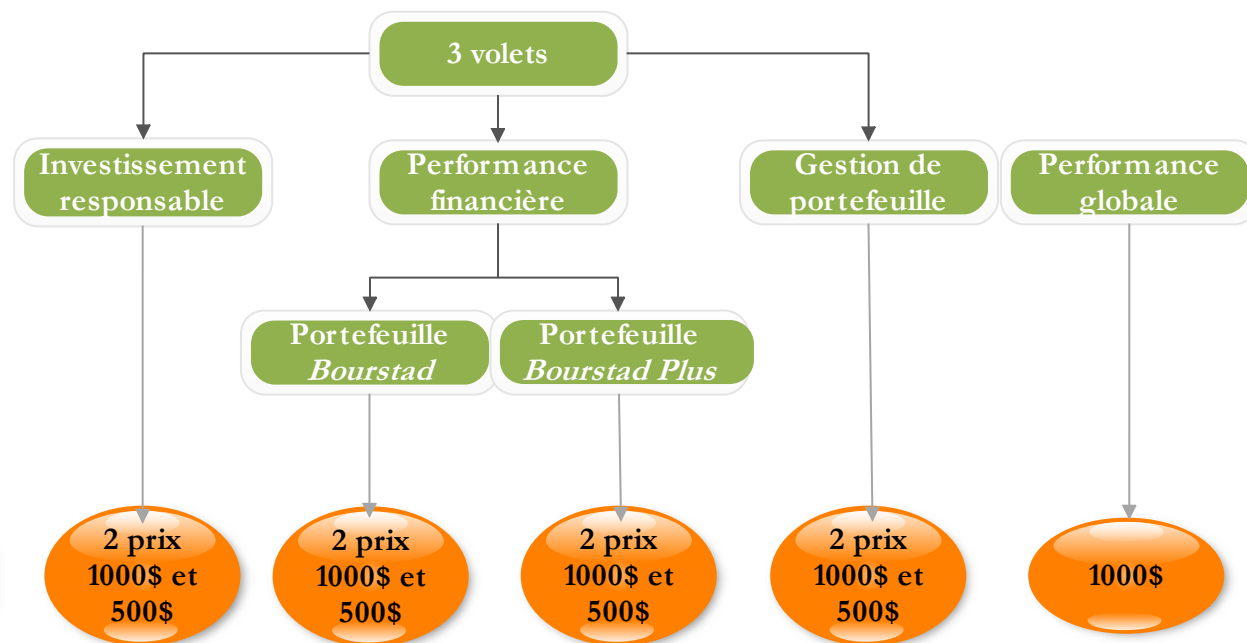 3 volets
Investissement
responsable
Performance
financière
Gestion de
portefeuille
Performance
globale
Portefeuille
Bourstad
Portefeuille
Bourstad Plus
2 prix
1000$ et
500$
2 prix
1000$ et
500$
2 prix
1000$ et
500$
2 prix
1000$ et
500$
1000$